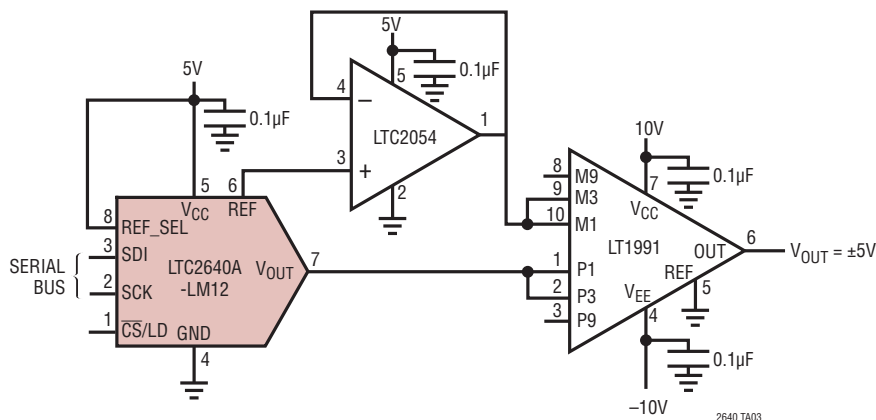 5V
0.1µF
5V
0.1µF
4
–
5
1
LTC2054
3
+
2
5
6
VCC
REF
8
REF_SEL
3
SDI
SERIAL
BUS
2
SCK
1
CS/LD
LTC2640A
-LM12
VOUT
7
GND
4
10V
0.1µF
8
M9
9
M3
10
M1
7
VCC
LT1991
1
P1
2
P3
3
P9
OUT
6
VOUT = ±5V
REF
5
VEE
4
0.1µF
–10V
2640 TA03